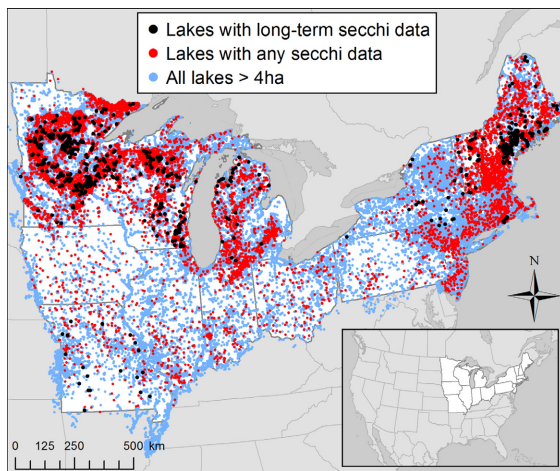 Lakes with long-term secchi data
Lakes with any secchi data
All lakes > 4ha
N
0 125 250 500 km